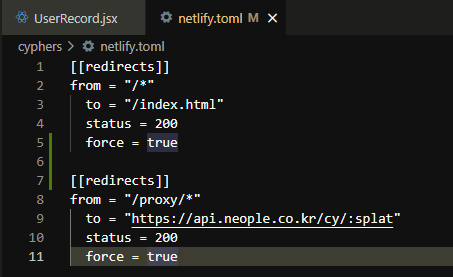 UserRecord.jsx netlify.toml M
cyphers > netlify.toml
1 [[redirects]]
2 from = "/*"
3 to = "/index.html"
4 status = 200
5 force = true
6
7 [[redirects]]
8 from = "/proxy/*"
9 to = "https://api.neople.co.kr/cy/:splat"
10 status = 200
11 force = true